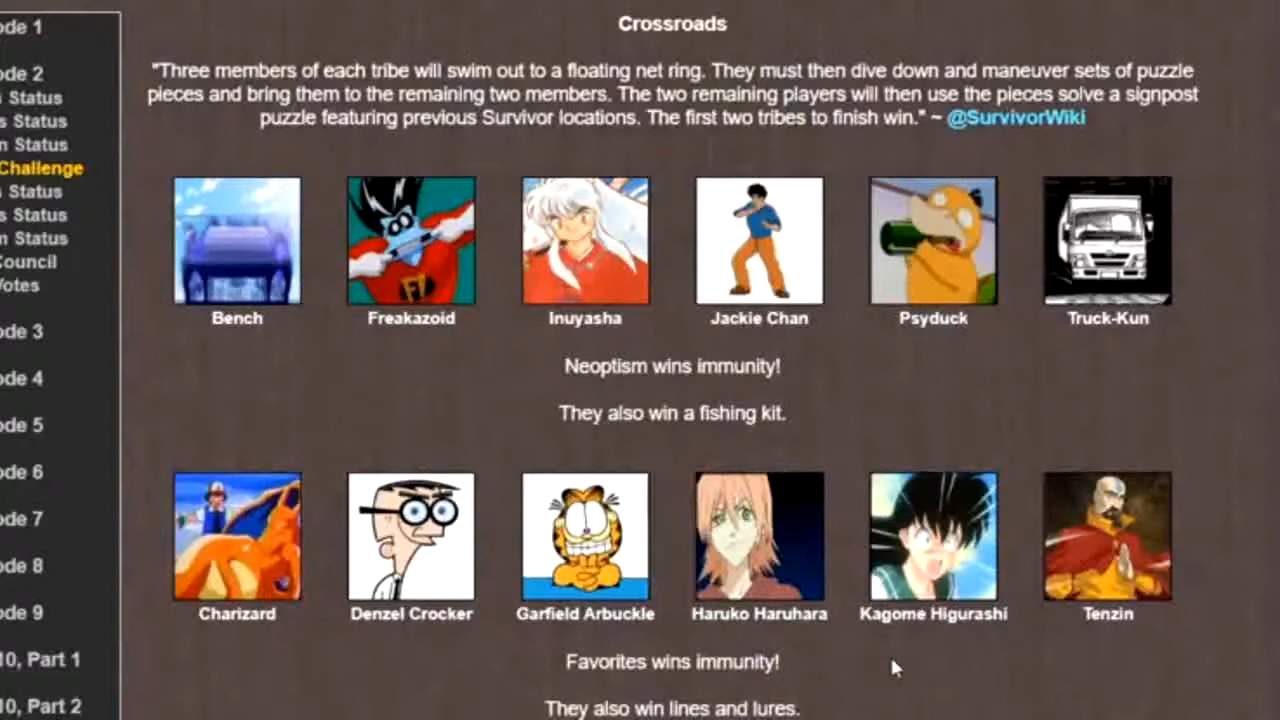 ode 1
Crossroads
"Three members of each tribe will swim out to a floating net ring. They must then dive down and maneuver sets of puzzle
pieces and bring them to the remaining two members. The two remaining players will then use the pieces solve a signpost
puzzle featuring previous Survivor locations. The first two tribes to finish win." ~ @SurvivorWiki
ode 2
Status
s Status
n Status
Challenge
s Status
s Status
m Status
Council
Votes
ode 3
ode 4
ode 5
ode 6
ode 7
ode 8
ode 9
10, Part 1
10, Part 2
Bench Freakazoid Inuyasha Jackie Chan Psyduck Truck-Kun
Neoptism wins immunity!
They also win a fishing kit.
Charizard Denzel Crocker Garfield Arbuckle Haruko Haruhara Kagome Higurashi Tenzin
Favorites wins immunity!
They also win lines and lures.